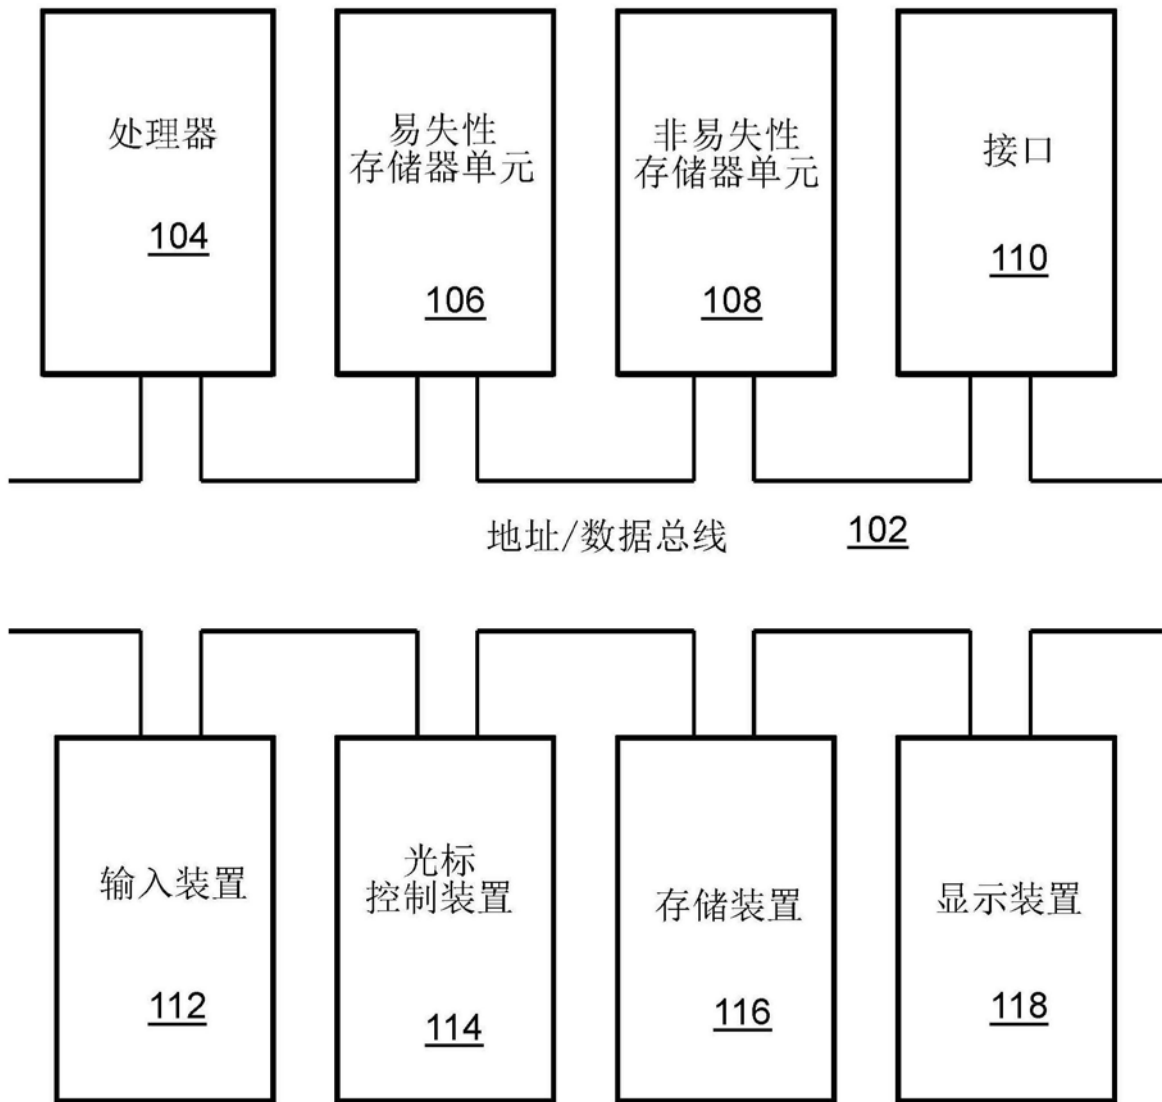 处理器
104
易失性
存储器单元
106
非易失性
存储器单元
108
接口
110
地址/数据总线 102
输入装置
112
光标
控制装置
114
存储装置
116
显示装置
118